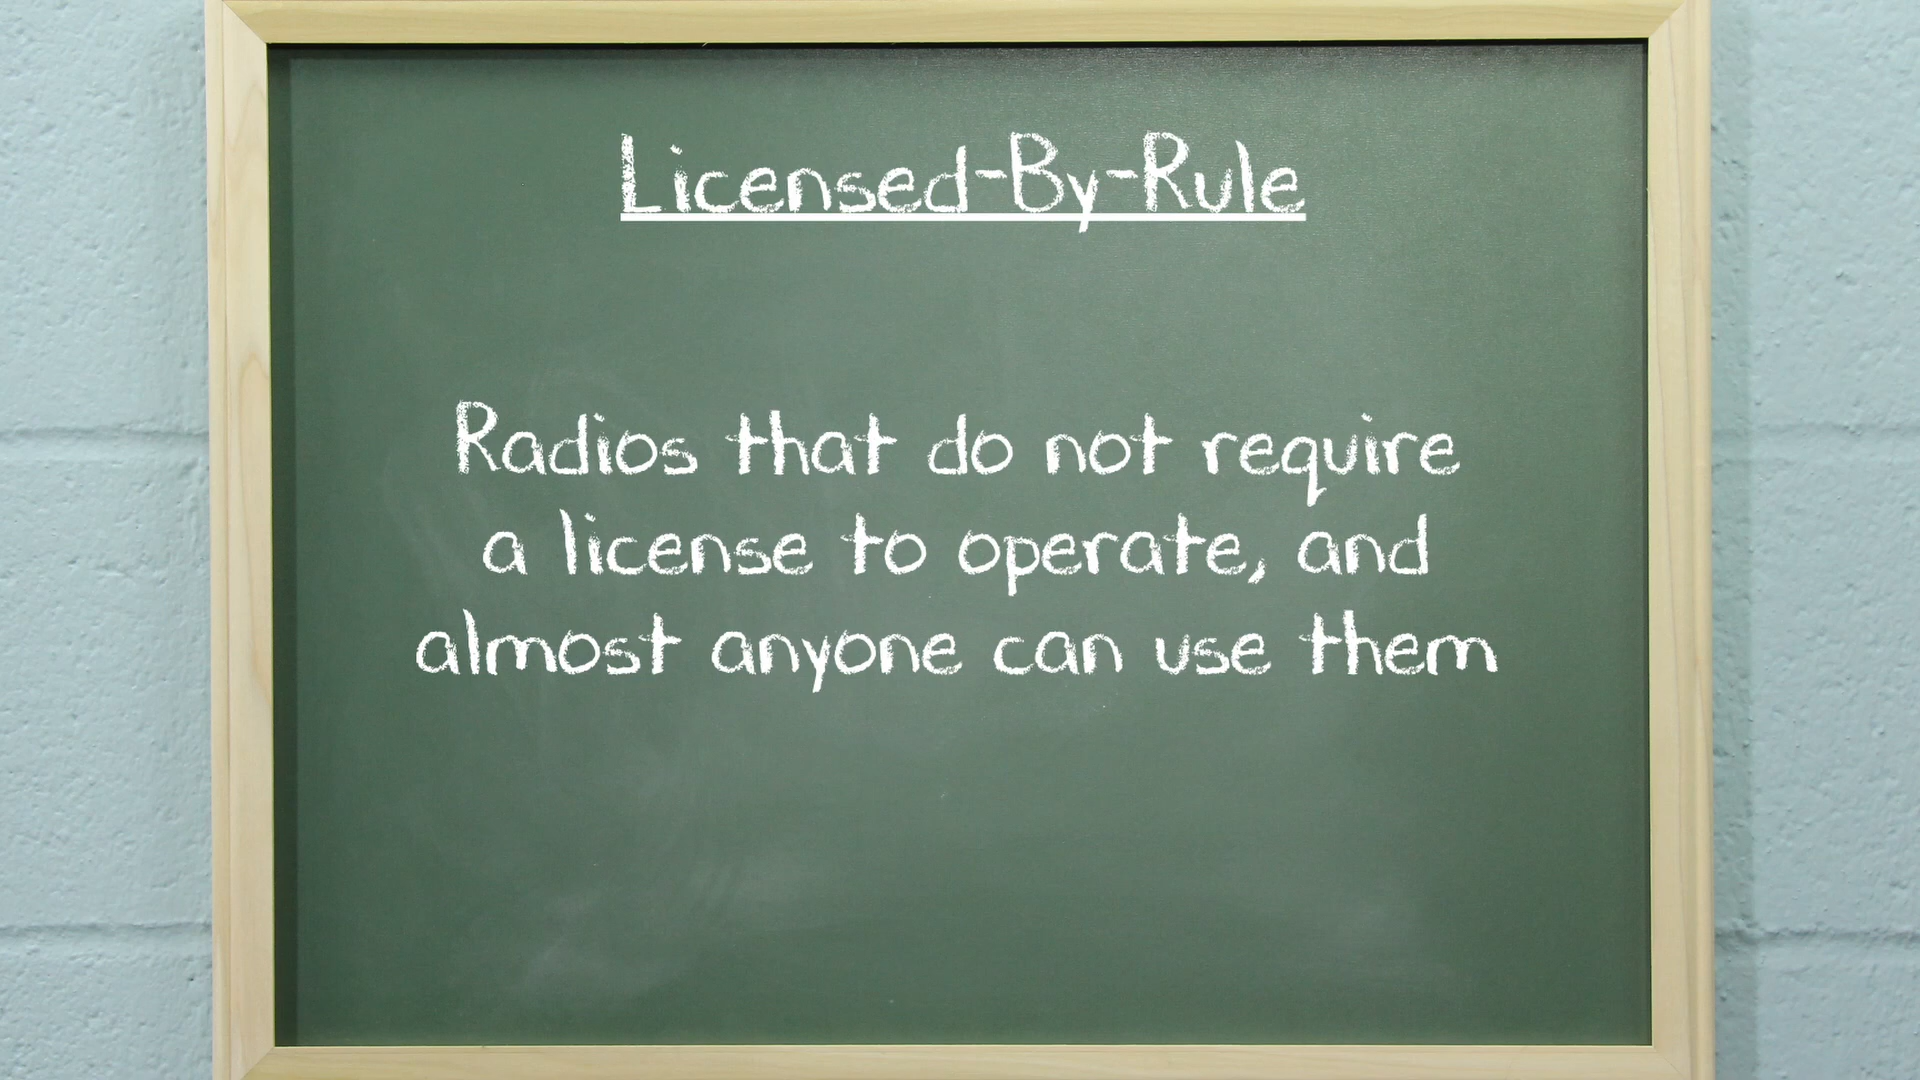 Licensed-By-Rule
Radios that do not require
a license to operate, and
almost anyone can use them